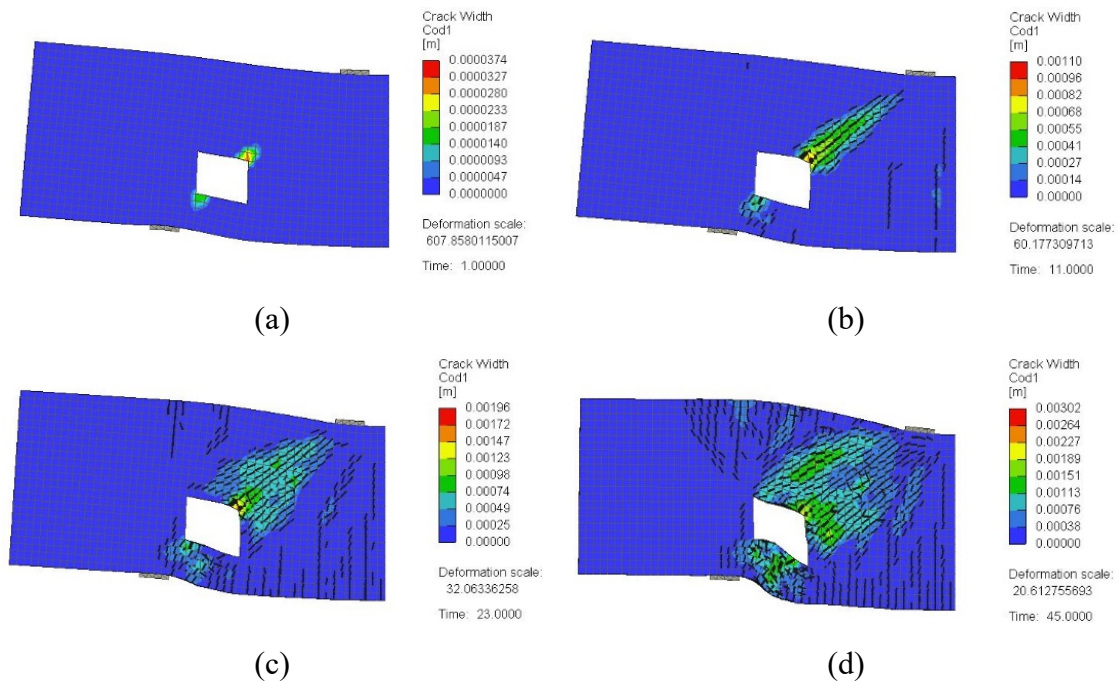 Crack Width
Cod1
[m]
0.0000374
0.0000327
0.0000280
0.0000233
0.0000187
0.0000140
0.0000093
0.0000047
0.0000000
Deformation scale:
607.8580115007
Time: 1.00000
(a)
Crack Width
Cod1
[m]
0.00110
0.00096
0.00082
0.00068
0.00055
0.00041
0.00027
0.00014
0.00000
Deformation scale:
60.177309713
Time: 11.0000
(b)
Crack Width
Cod1
[m]
0.00196
0.00172
0.00147
0.00123
0.00098
0.00074
0.00049
0.00025
0.00000
Deformation scale:
32.06336258
Time: 23.0000
(c)
Crack Width
Cod1
[m]
0.00302
0.00264
0.00227
0.00189
0.00151
0.00113
0.00076
0.00038
0.00000
Deformation scale:
20.612755693
Time: 45.0000
(d)